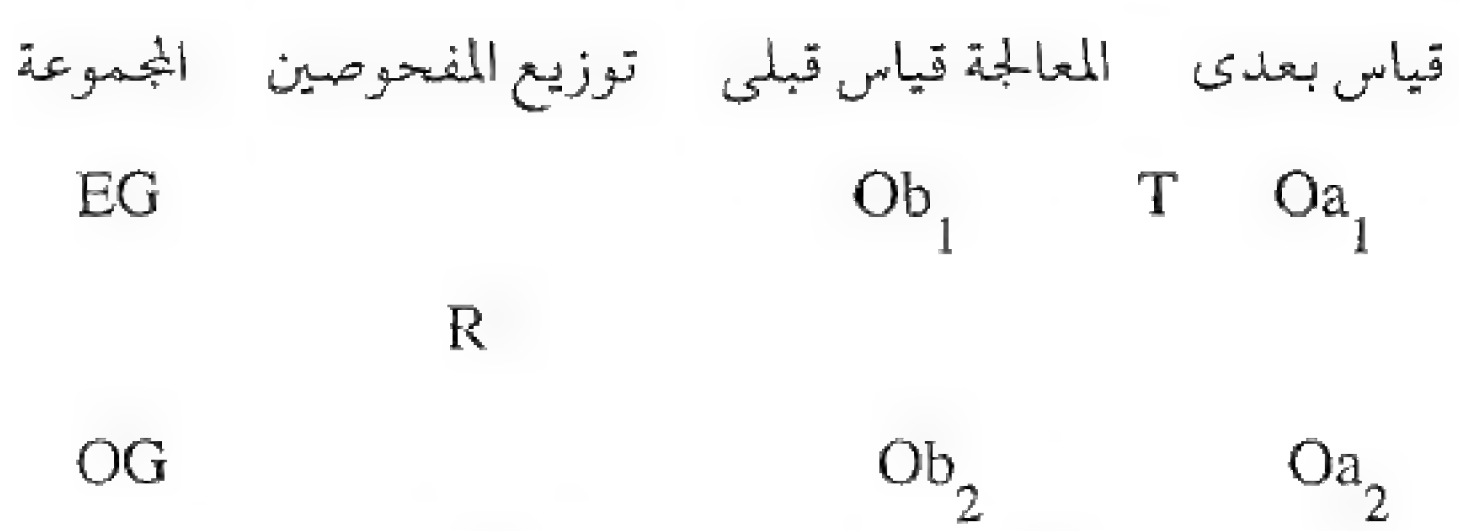 المجموعة توزيع المفحوصين المعالجة قياس قبلى قياس بعدى
EG Ob1 T Oa1
R
OG Ob2 Oa2